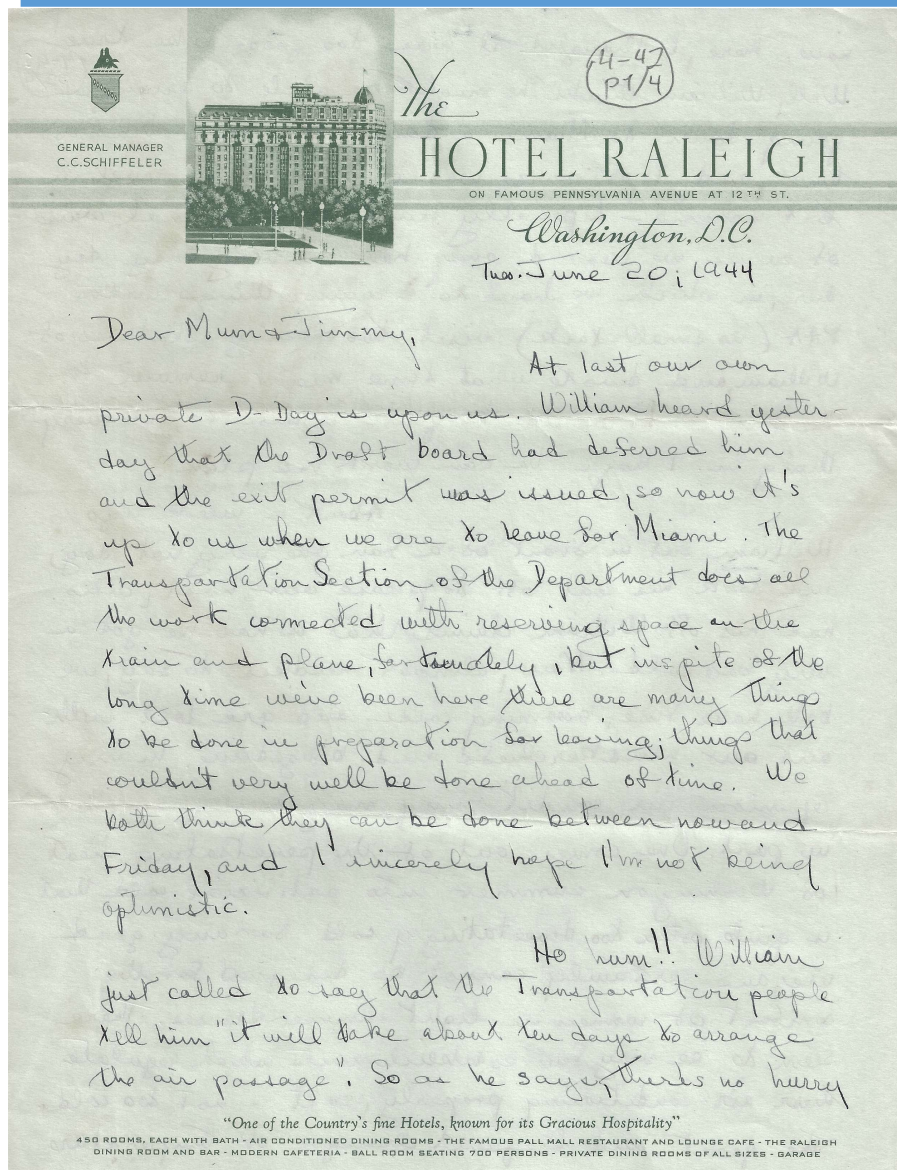 4-47
P1/4
GENERAL MANAGER
C.C.SCHIFFELER
The
HOTEL RALEIGH
ON FAMOUS PENNSYLVANIA AVENUE AT 12TH ST.
Washington, D.C.
Tues. June 20, 1944
Dear Mum & Jimmy,
At last our own
private D-Day is upon us. William heard yester-
day that the Draft board had deferred him
and the exit permit was issued, so now it's
up to us when we are to leave for Miami. The
Transportation Section of the Department does all
the work connected with reserving space on the
train and plane, fortunately, but inspite of the
long time we've been here there are many things
to be done in preparation for leaving; things that
couldn't very well be done ahead of time. We
both think they can be done between now and
Friday, and I sincerely hope I'm not being
optimistic.
Ho hum!! William
just called to say that the Transportation people
tell him "it will take about ten days to arrange
the air passage". So as he says, there's no hurry
"One of the Country's fine Hotels, known for its Gracious Hospitality"
450 ROOMS, EACH WITH BATH - AIR CONDITIONED DINING ROOMS - THE FAMOUS PALL MALL RESTAURANT AND LOUNGE CAFE - THE RALEIGH
DINING ROOM AND BAR - MODERN CAFETERIA - BALL ROOM SEATING 700 PERSONS - PRIVATE DINING ROOMS OF ALL SIZES - GARAGE